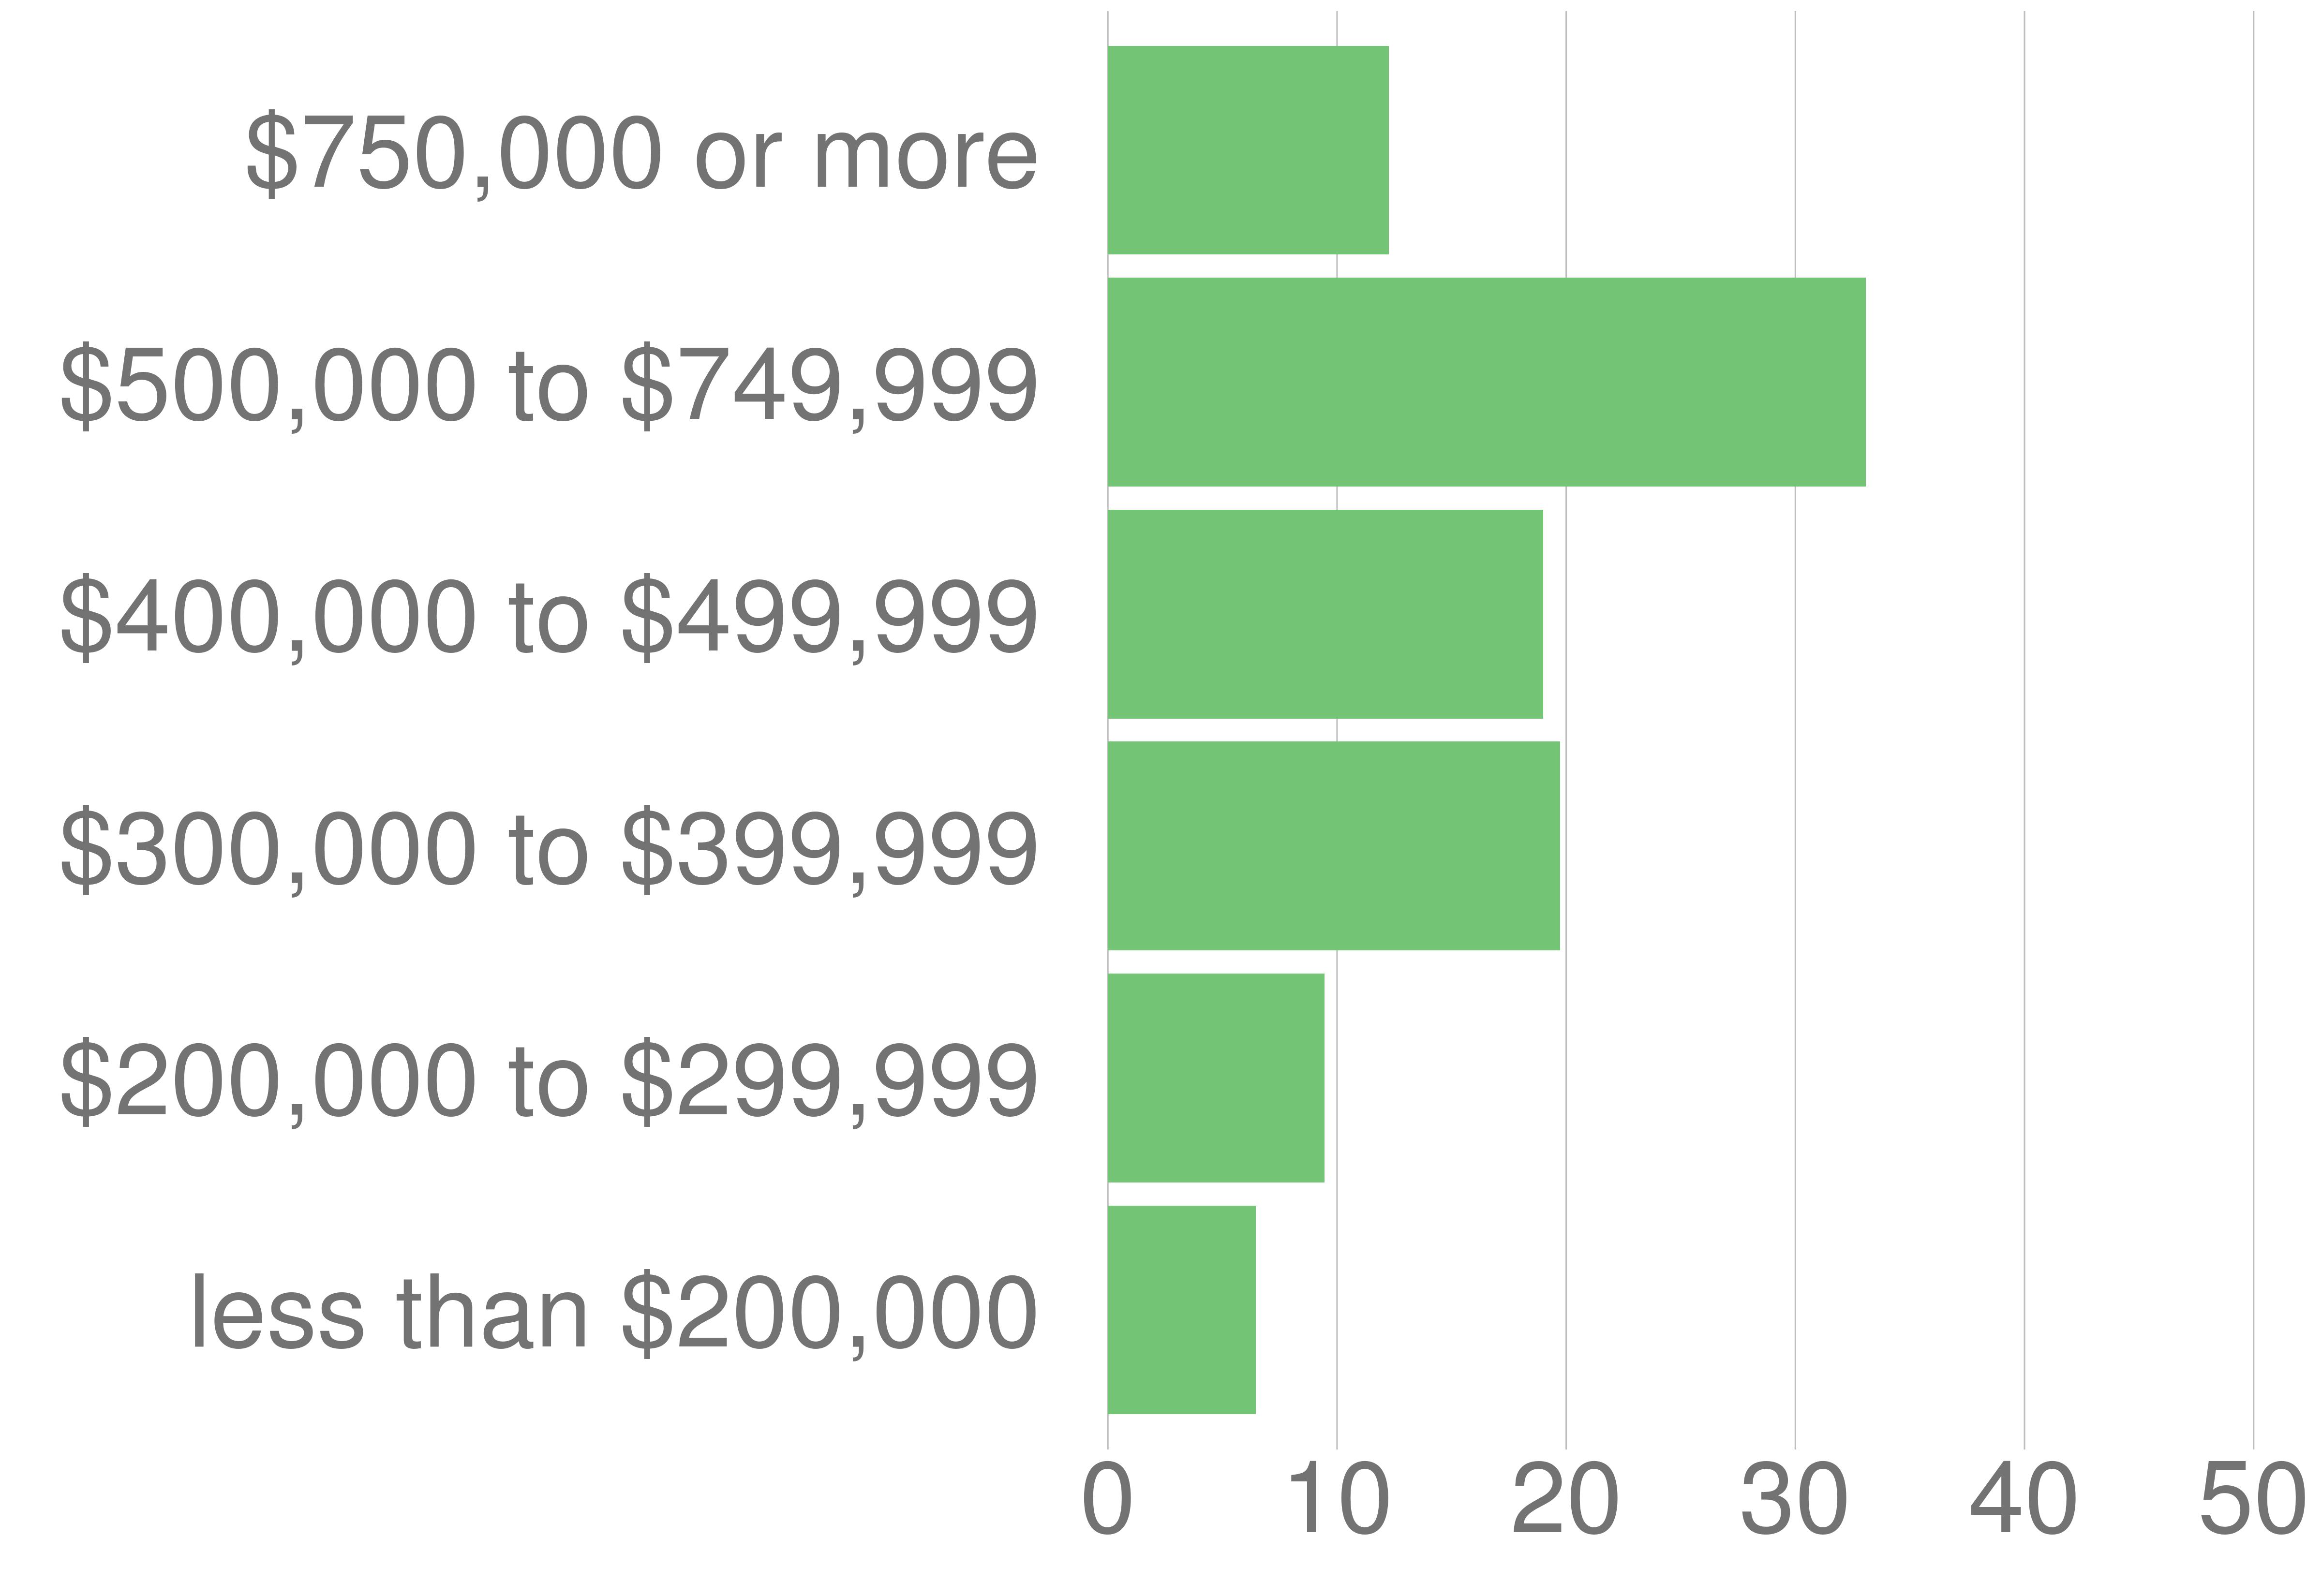 $750,000 or more
$500,000 to $749,999
$400,000 to $499,999
$300,000 to $399,999
$200,000 to $299,999
less than $200,000
0 10 20 30 40 50